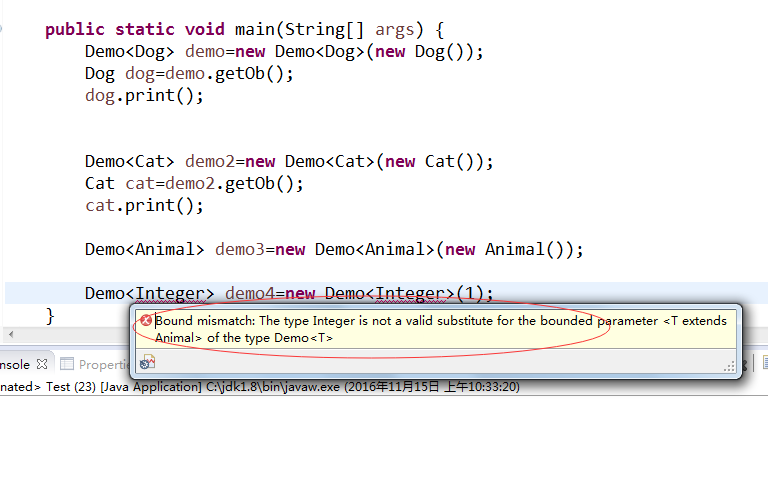 public static void main(String[] args) {
Demo<Dog> demo=new Demo<Dog>(new Dog());
Dog dog=demo.getOb();
dog.print();
Demo<Cat> demo2=new Demo<Cat>(new Cat());
Cat cat=demo2.getOb();
cat.print();
Demo<Animal> demo3=new Demo<Animal>(new Animal());
Demo<Integer> demo4=new Demo<Integer>(1);
}
Bound mismatch: The type Integer is not a valid substitute for the bounded parameter <T extends
Animal> of the type Demo<T>
nsole Properti
nated> Test (23) [Java Application] C:\jdk1.8\bin\javaw.exe (2016年11月15日 上午10:33:20)